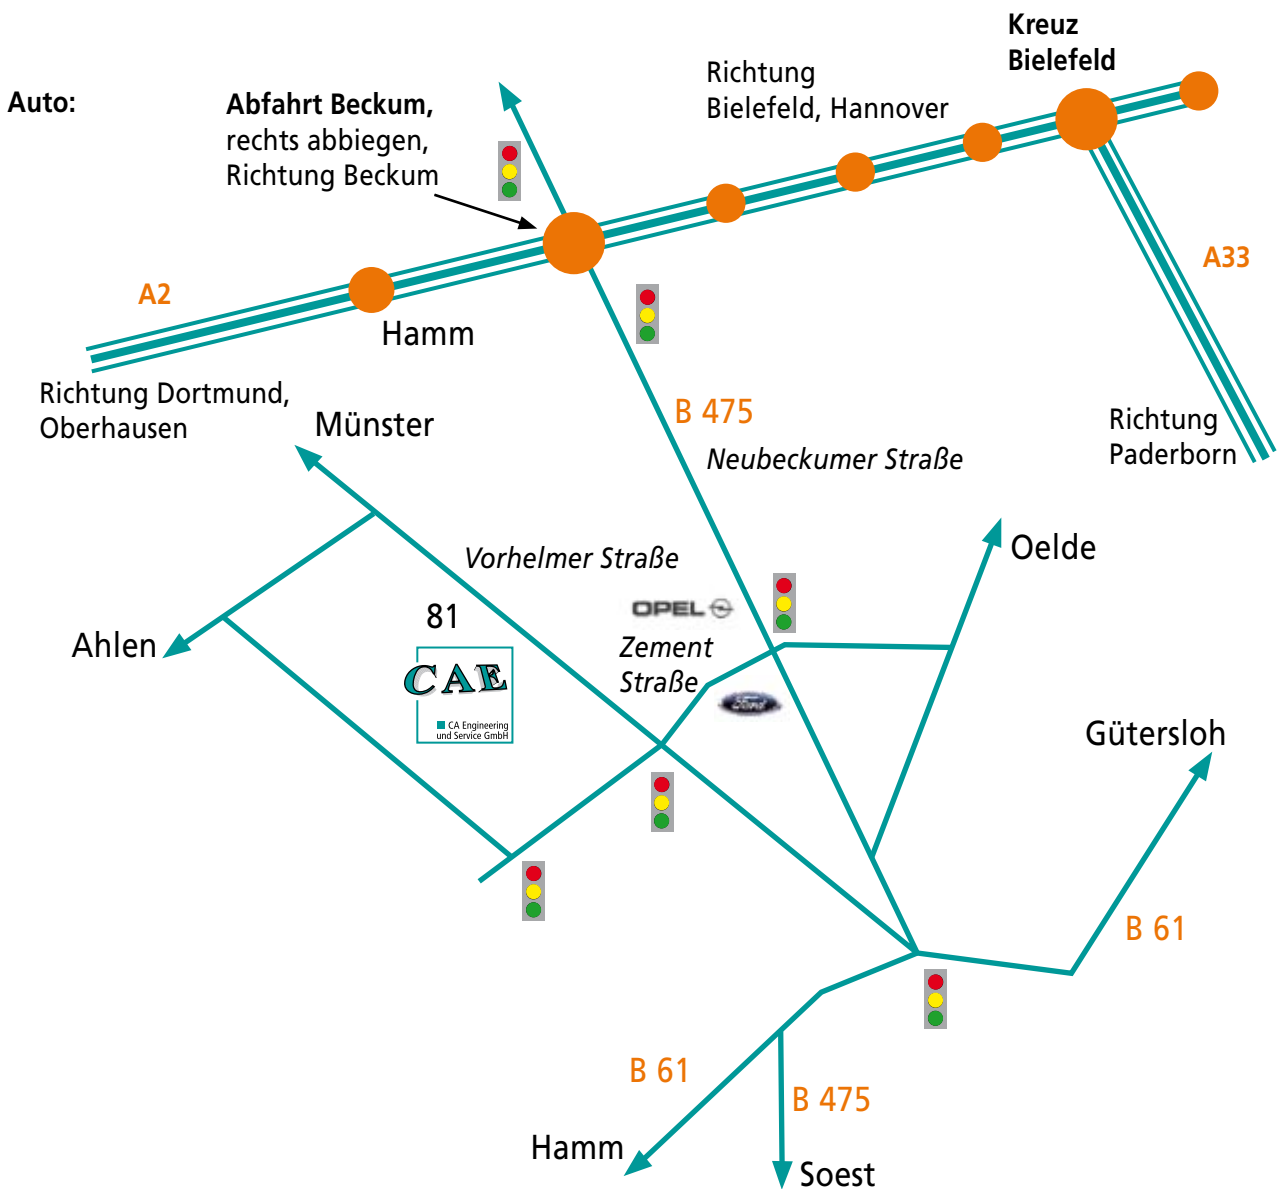 Auto:
Abfahrt Beckum,
rechts abbiegen,
Richtung Beckum
Richtung
Bielefeld, Hannover
Kreuz
Bielefeld
A2
Hamm
A33
Richtung Dortmund,
Oberhausen
Münster
B 475
Neubeckumer Straße
Richtung
Paderborn
Vorhelmer Straße
Oelde
81
OPEL
Ahlen
Zement
Straße
CAE
CA Engineering
und Service GmbH
Ford
Gütersloh
B 61
B 61
B 475
Hamm
Soest